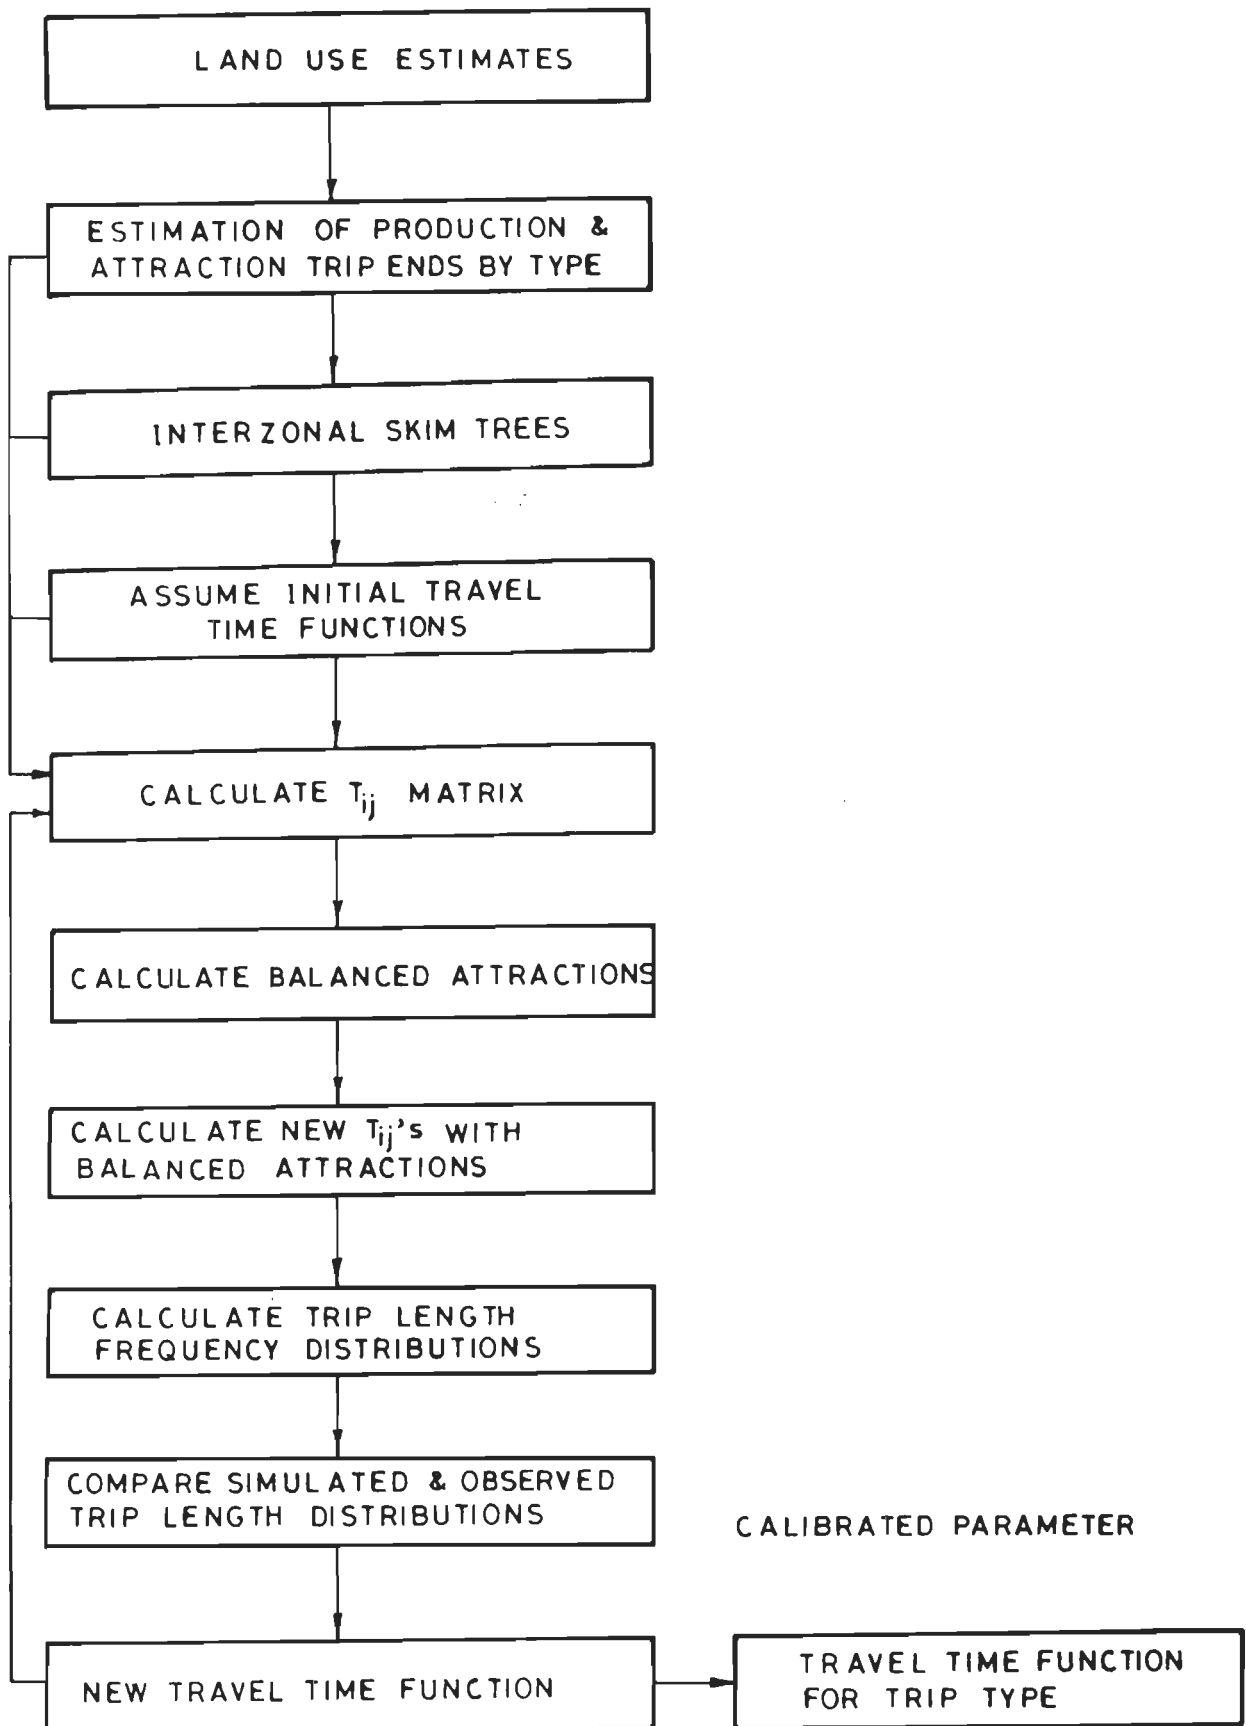 LAND USE ESTIMATES
ESTIMATION OF PRODUCTION &
ATTRACTION TRIP ENDS BY TYPE
INTERZONAL SKIM TREES
ASSUME INITIAL TRAVEL
TIME FUNCTIONS
CALCULATE Tij MATRIX
CALCULATE BALANCED ATTRACTIONS
CALCULATE NEW Tij's WITH
BALANCED ATTRACTIONS
CALCULATE TRIP LENGTH
FREQUENCY DISTRIBUTIONS
COMPARE SIMULATED & OBSERVED
TRIP LENGTH DISTRIBUTIONS
CALIBRATED PARAMETER
NEW TRAVEL TIME FUNCTION
TRAVEL TIME FUNCTION
FOR TRIP TYPE